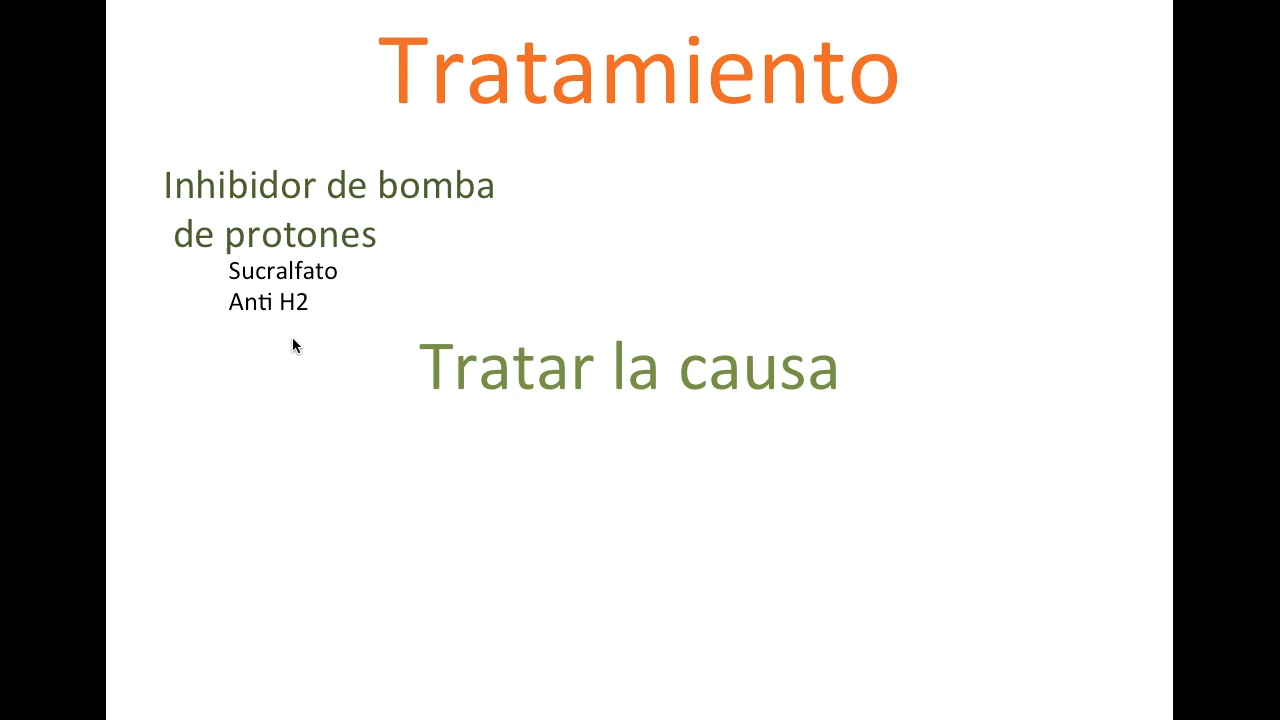 Tratamiento
Inhibidor de bomba
de protones
Sucralfato
Anti H2
Tratar la causa